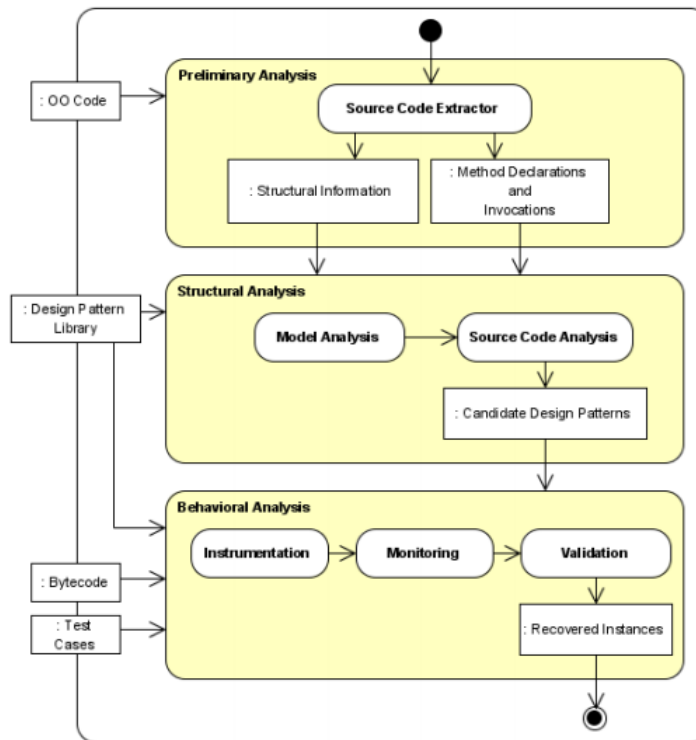 Preliminary Analysis
: OO Code
Source Code Extractor
: Structural Information
: Method Declarations
and
Invocations
: Design Pattern
Library
Structural Analysis
Model Analysis
Source Code Analysis
: Candidate Design Patterns
Behavioral Analysis
Instrumentation
Monitoring
Validation
: Bytecode
: Test
Cases
: Recovered Instances